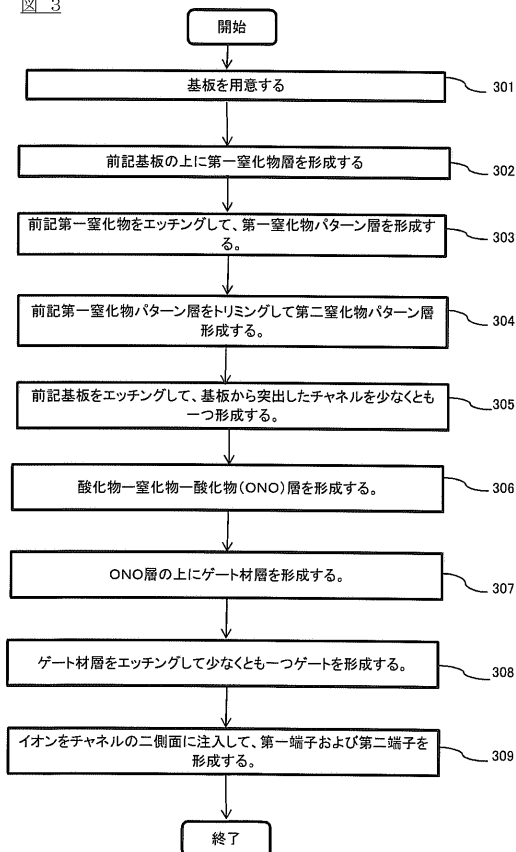 図 3
開始
基板を用意する
301
前記基板の上に第一窒化物層を形成する
302
前記第一窒化物をエッチングして、第一窒化物パターン層を形成す
る。
303
前記第一窒化物パターン層をトリミングして第二窒化物パターン層
形成する。
304
前記基板をエッチングして、基板から突出したチャネルを少なくとも
一つ形成する。
305
酸化物ー窒化物ー酸化物(ONO)層を形成する。
306
ONO層の上にゲート材層を形成する。
307
ゲート材層をエッチングして少なくとも一つゲートを形成する。
308
イオンをチャネルの二側面に注入して、第一端子および第二端子を
形成する。
309
終了